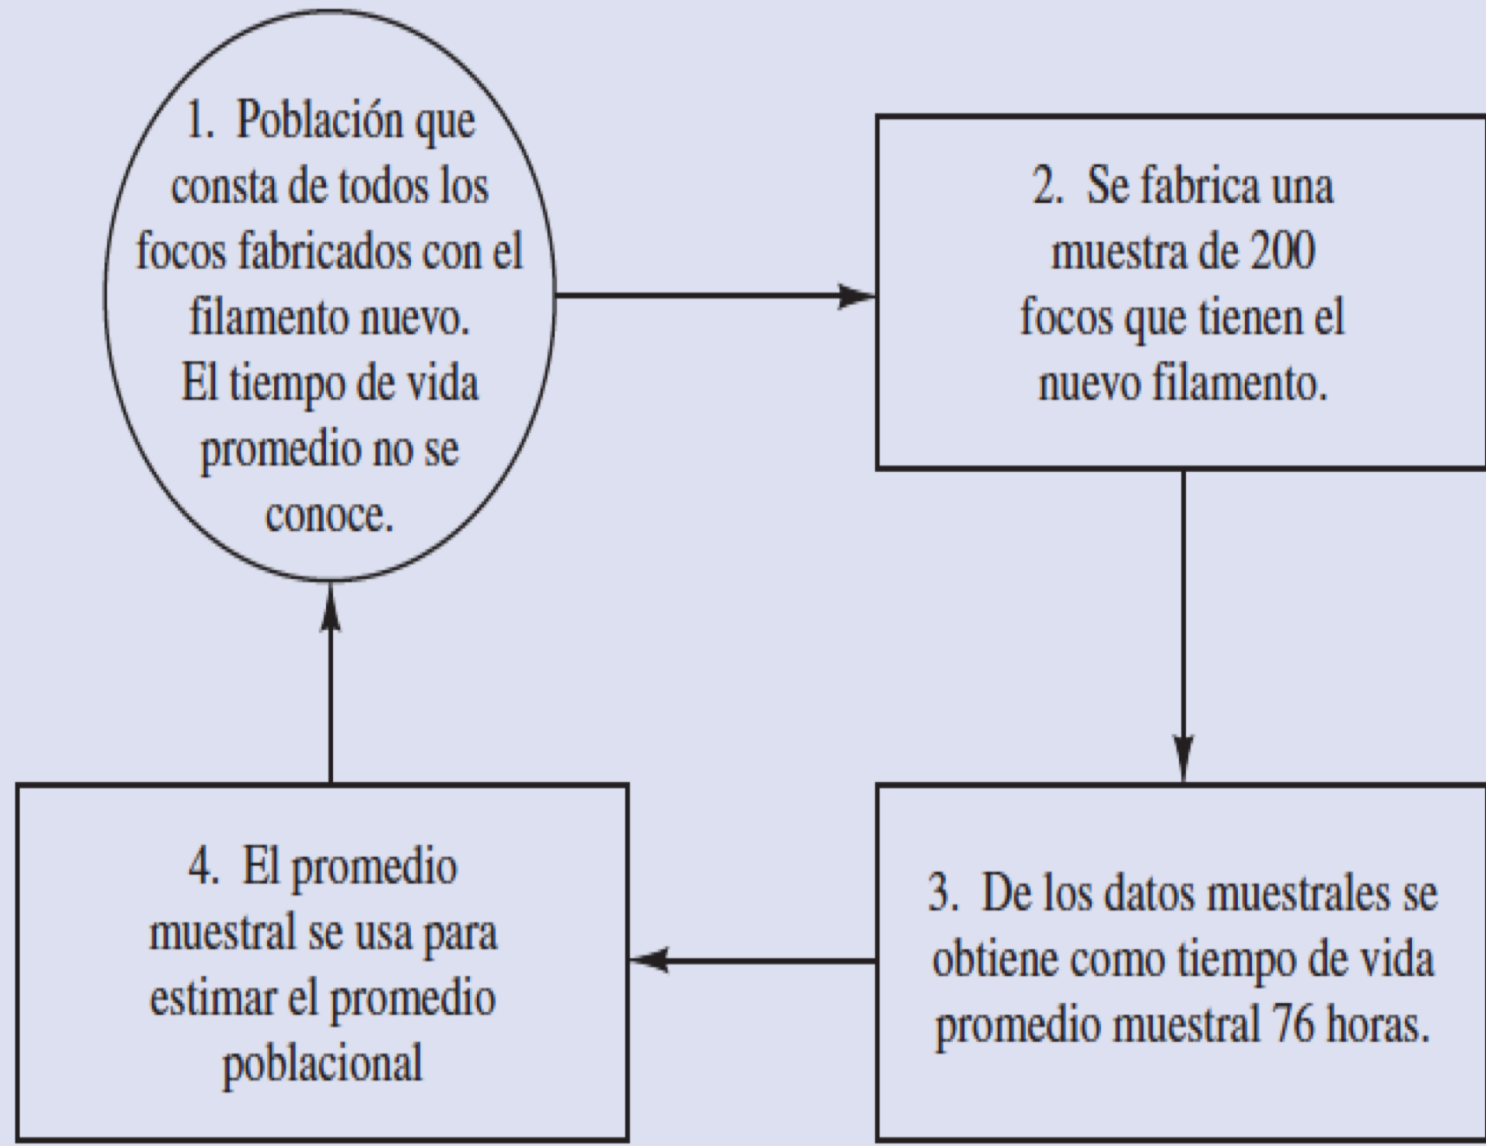 1. Población que
consta de todos los
focos fabricados con el
filamento nuevo.
El tiempo de vida
promedio no se
conoce.
2. Se fabrica una
muestra de 200
focos que tienen el
nuevo filamento.
3. De los datos muestrales se
obtiene como tiempo de vida
promedio muestral 76 horas.
4. El promedio
muestral se usa para
estimar el promedio
poblacional